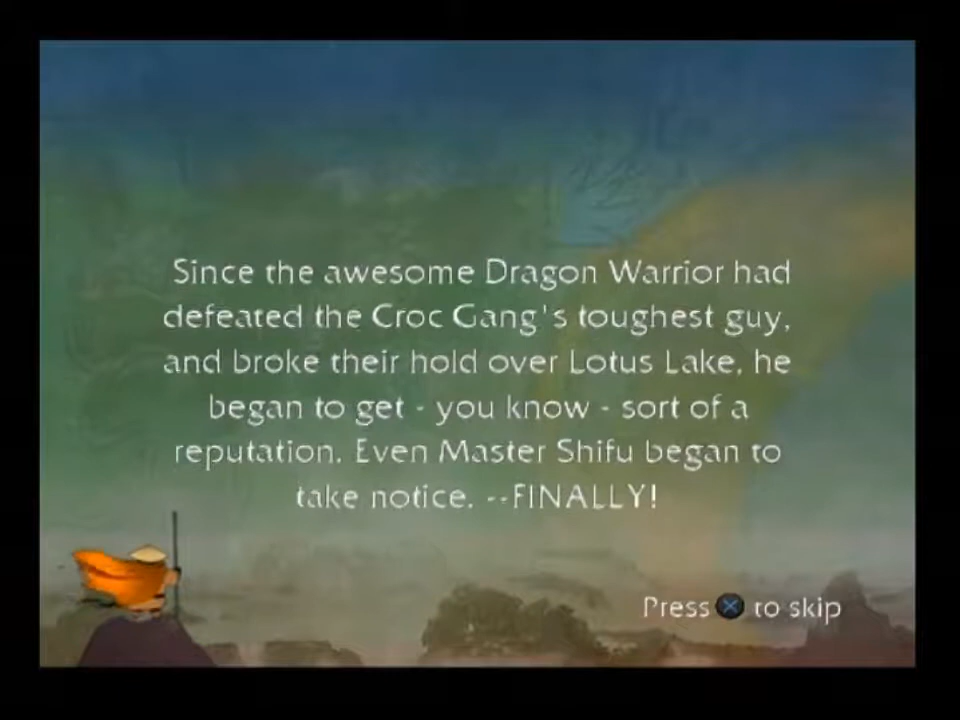 Since the awesome Dragon Warrior had
defeated the Croc Gang's toughest guy,
and broke their hold over Lotus Lake, he
began to get - you know - sort of a
reputation. Even Master Shifu began to
take notice. --FINALLY!
Press to skip